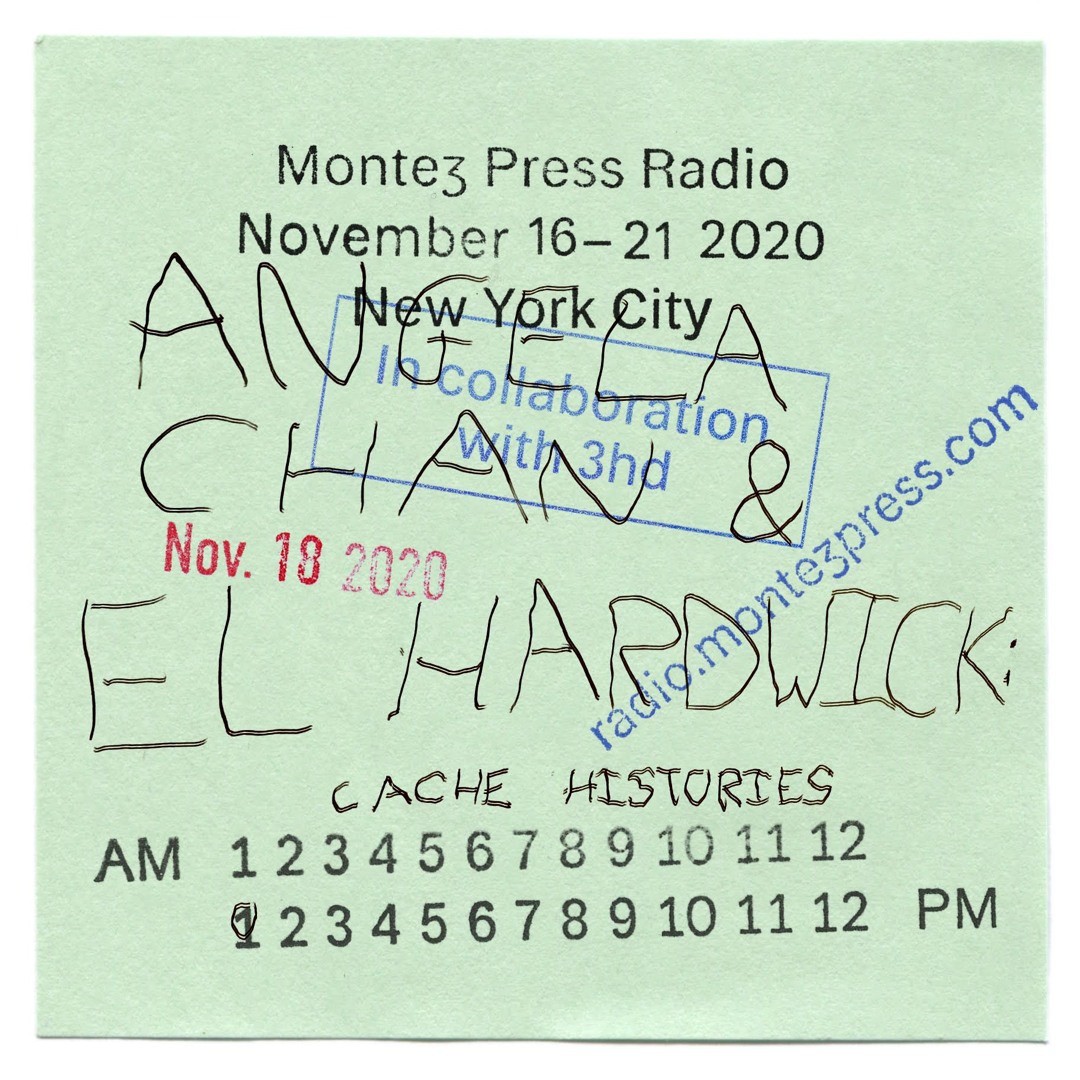 Monteʒ Press Radio
November 16–21 2020
New York City
ANGELA
In collaboration
with 3hd
CHAN &
Nov. 18 2020
radio.monteʒpress.com
EL HARDWICK:
CACHE HISTORIES
AM 1 2 3 4 5 6 7 8 9 10 11 12
1 2 3 4 5 6 7 8 9 10 11 12 PM